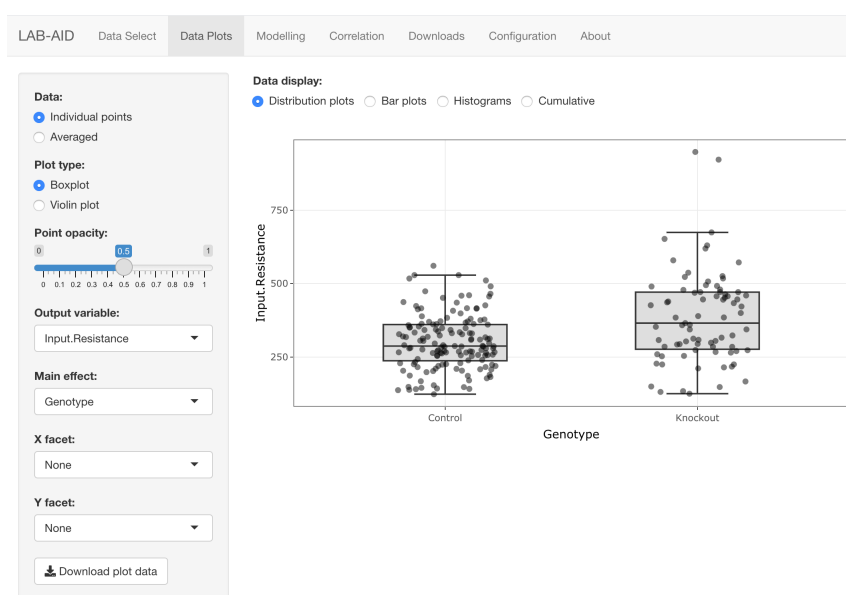 LAB-AID Data Select Data Plots Modelling Correlation Downloads Configuration About
Data:
Individual points
Averaged
Plot type:
Boxplot
Violin plot
Point opacity:
0 0.5 1
0 0.1 0.2 0.3 0.4 0.5 0.6 0.7 0.8 0.9 1
Output variable:
Input.Resistance
Main effect:
Genotype
X facet:
None
Y facet:
None
Download plot data
Data display:
Distribution plots Bar plots Histograms Cumulative
Input.Resistance
750
500
250
Control Knockout
Genotype